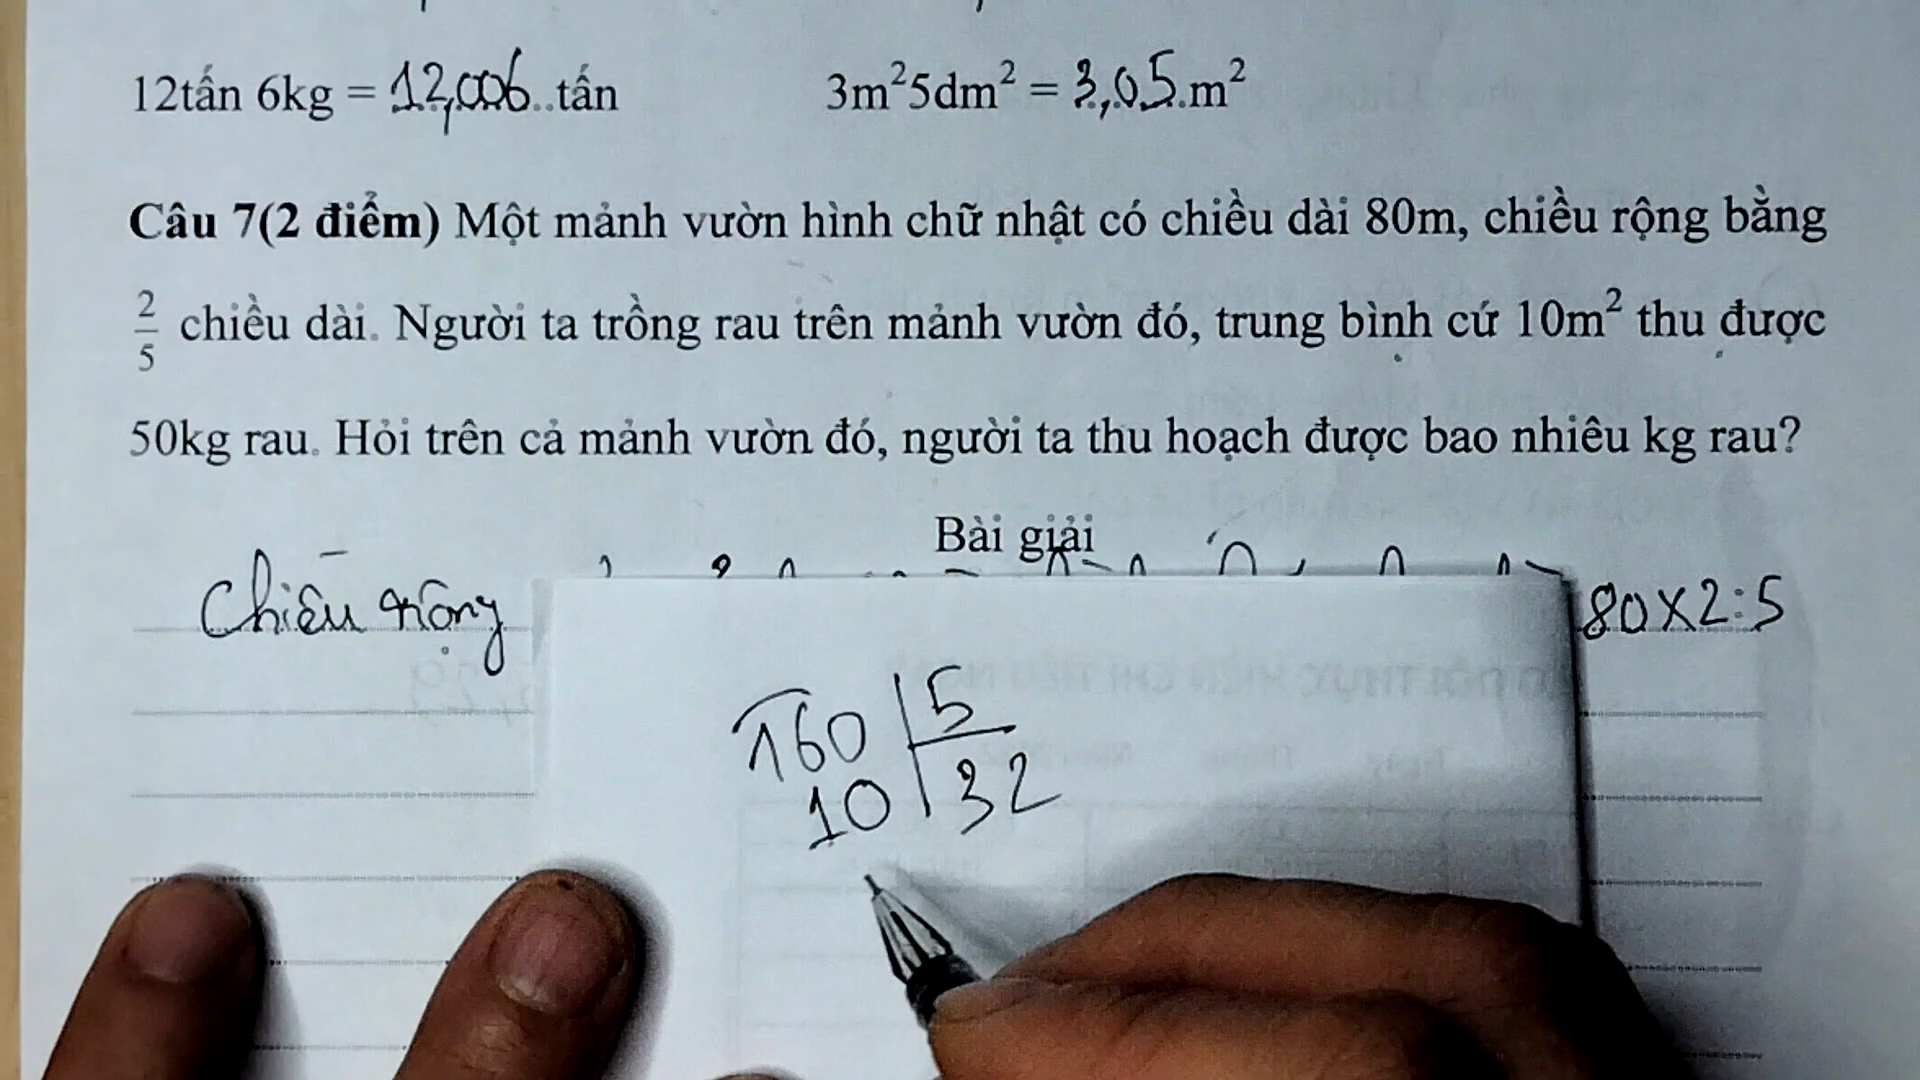 12tấn 6kg = 12,006..tấn 3m²5dm² = 3,05.m²
Câu 7(2 điểm) Một mảnh vườn hình chữ nhật có chiều dài 80m, chiều rộng bằng
2/5 chiều dài. Người ta trồng rau trên mảnh vườn đó, trung bình cứ 10m² thu được
50kg rau. Hỏi trên cả mảnh vườn đó, người ta thu hoạch được bao nhiêu kg rau?
Bài giải
Chiều rộng 80x2:5
160 5
10 32